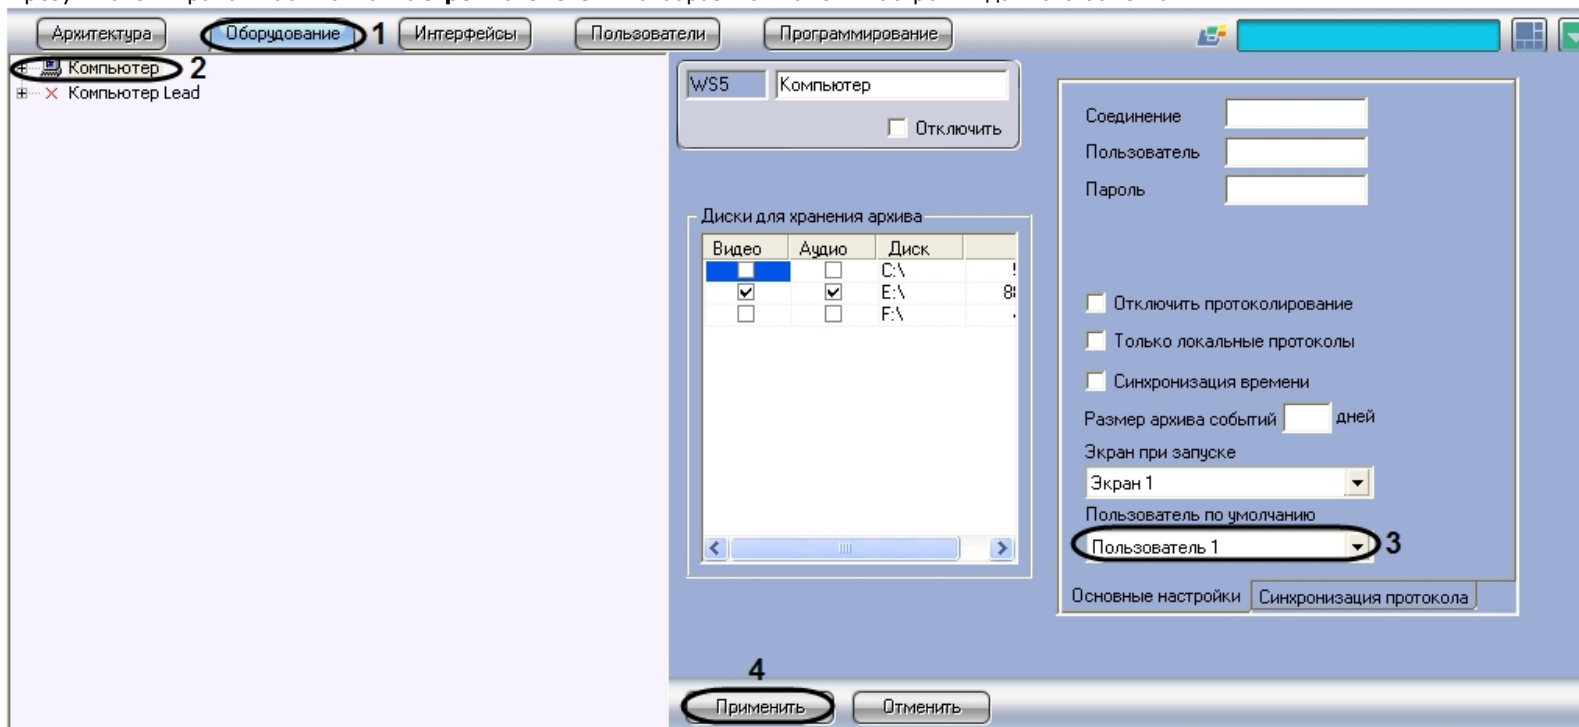 Архитектура Оборудование 1 Интерфейсы Пользователи Программирование
Компьютер 2
Компьютер Lead
WS5 Компьютер
Отключить
Диски для хранения архива
Видео Аудио Диск
C:\
E:\
F:\
Соединение
Пользователь
Пароль
Отключить протоколирование
Только локальные протоколы
Синхронизация времени
Размер архива событий дней
Экран при запуске
Экран 1
Пользователь по умолчанию
Пользователь 1 3
Основные настройки Синхронизация протокола
4
Применить Отменить